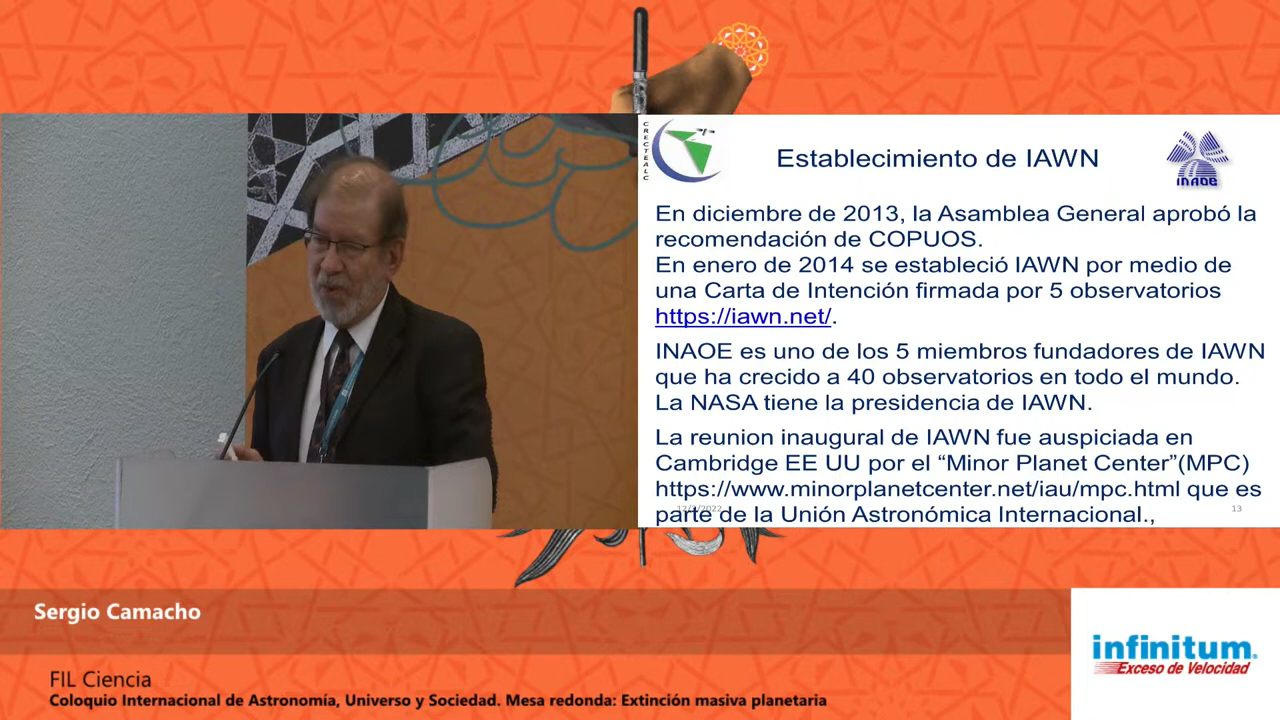 CRECTEALC
Establecimiento de IAWN
INAOE
En diciembre de 2013, la Asamblea General aprobó la
recomendación de COPUOS.
En enero de 2014 se estableció IAWN por medio de
una Carta de Intención firmada por 5 observatorios
https://iawn.net/.
INAOE es uno de los 5 miembros fundadores de IAWN
que ha crecido a 40 observatorios en todo el mundo.
La NASA tiene la presidencia de IAWN.
La reunion inaugural de IAWN fue auspiciada en
Cambridge EE UU por el “Minor Planet Center”(MPC)
https://www.minorplanetcenter.net/iau/mpc.html que es
parte de la Unión Astronómica Internacional.,
13
Sergio Camacho
FIL Ciencia
Coloquio Internacional de Astronomía, Universo y Sociedad. Mesa redonda: Extinción masiva planetaria
infinitum.
Exceso de Velocidad